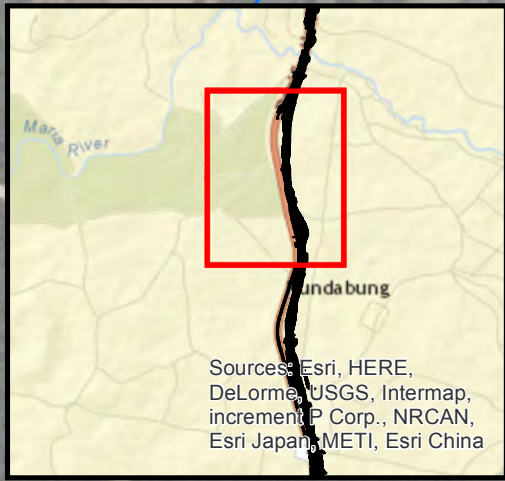 Maria River
undabung
Sources: Esri, HERE,
DeLorme, USGS, Intermap,
increment P Corp., NRCAN,
Esri Japan, METI, Esri China